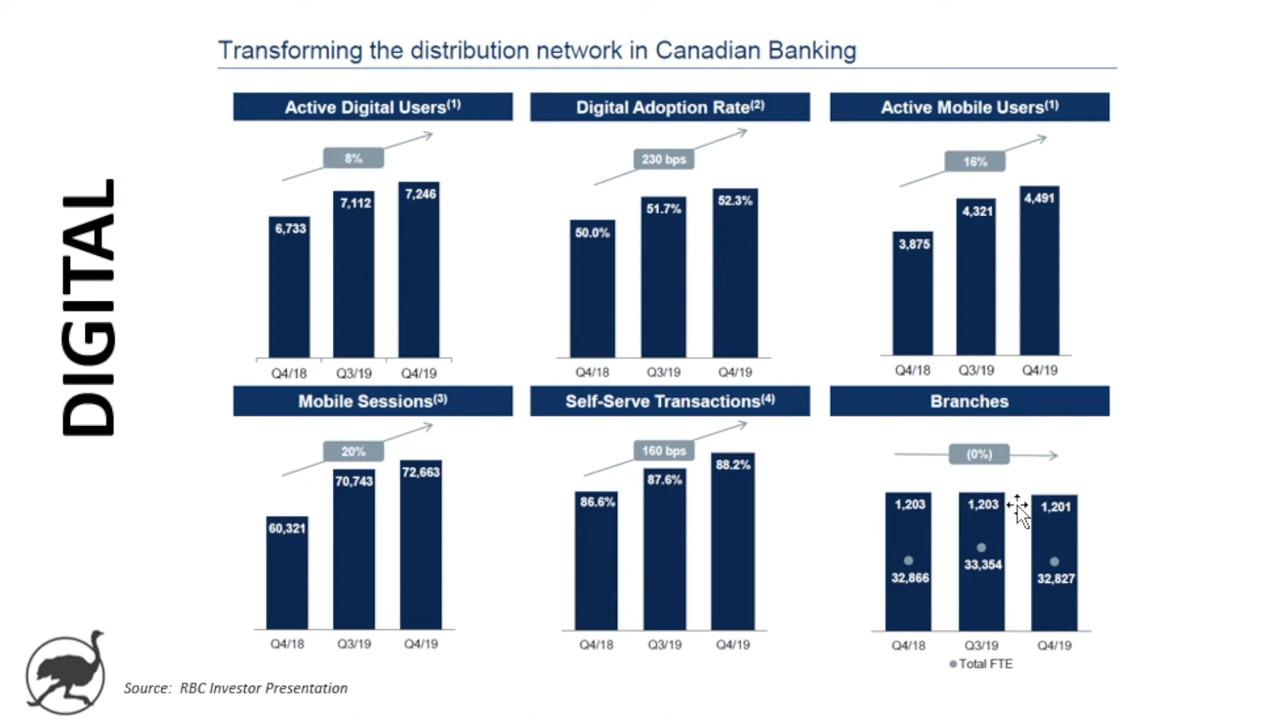 Transforming the distribution network in Canadian Banking
DIGITAL
Active Digital Users(1)
8%
6,733
7,112
7,246
Q4/18
Q3/19
Q4/19
Digital Adoption Rate(2)
230 bps
50.0%
51.7%
52.3%
Q4/18
Q3/19
Q4/19
Active Mobile Users(1)
16%
3,875
4,321
4,491
Q4/18
Q3/19
Q4/19
Mobile Sessions(3)
20%
60,321
70,743
72,663
Q4/18
Q3/19
Q4/19
Self-Serve Transactions(4)
160 bps
86.6%
87.6%
88.2%
Q4/18
Q3/19
Q4/19
Branches
(0%)
1,203
1,203
1,201
32,866
33,354
32,827
Q4/18
Q3/19
Q4/19
Total FTE
Source: RBC Investor Presentation